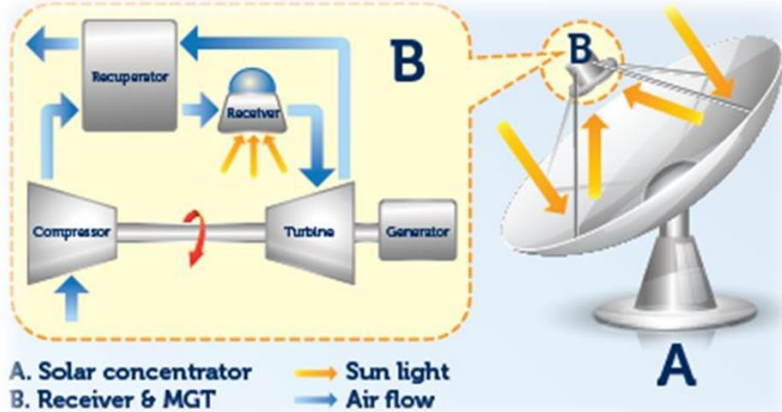 Recuperator
B
Receiver
B
Compressor
Turbine
Generator
A. Solar concentrator
Sun light
A
B. Receiver & MGT
Air flow